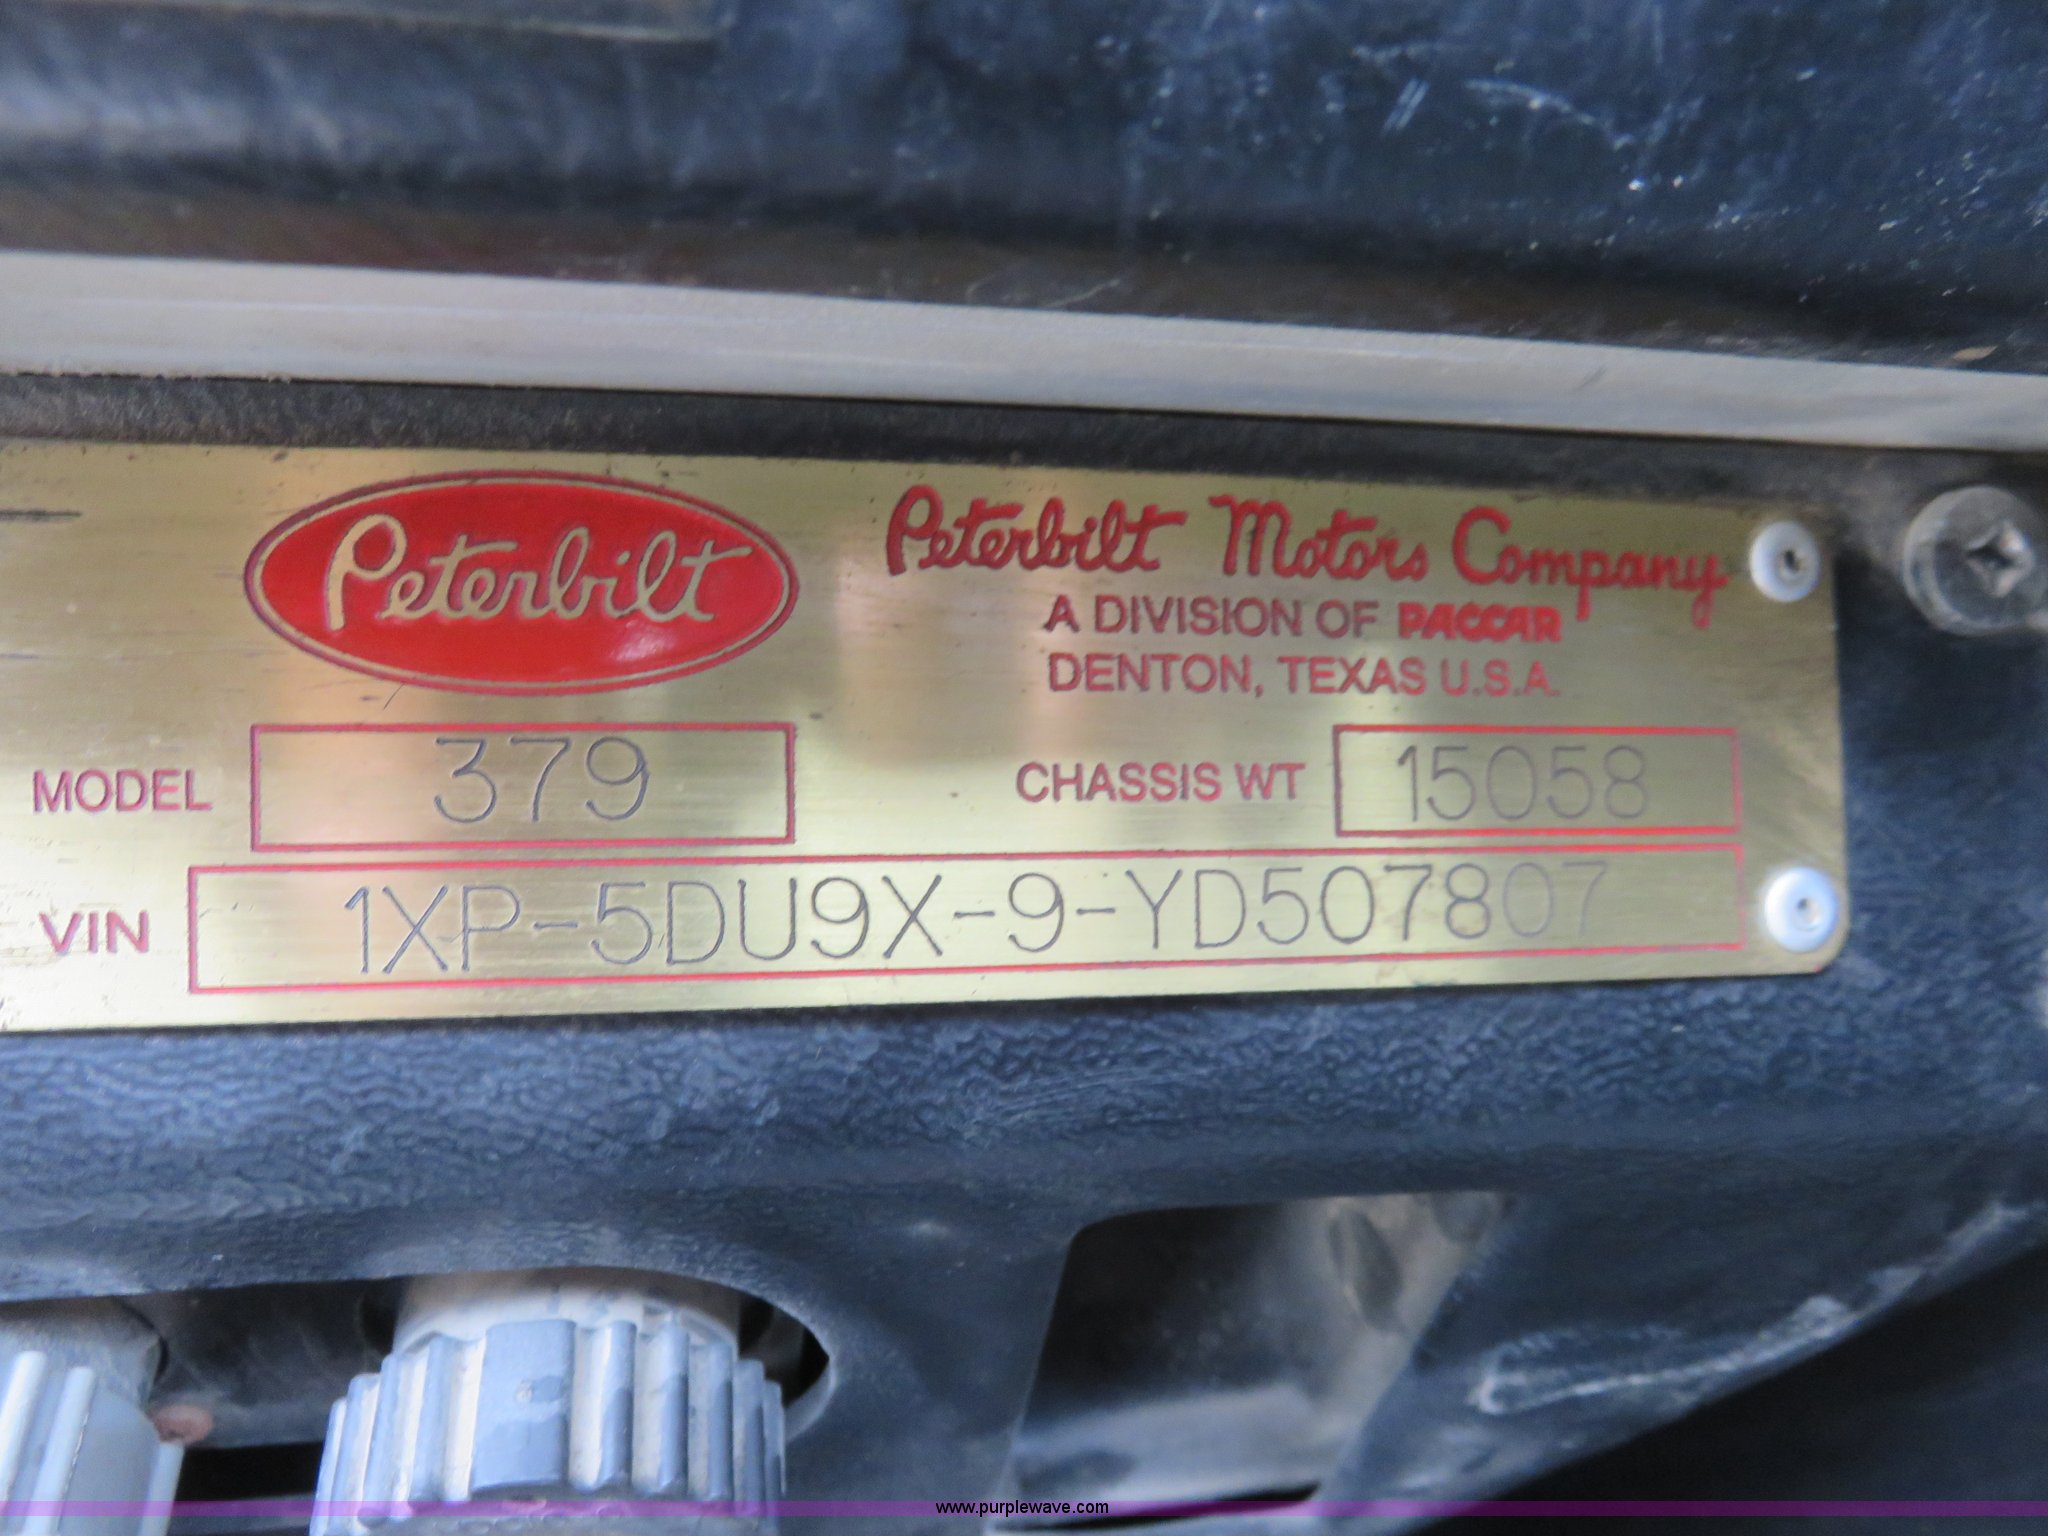 Peterbilt
Peterbilt Motors Company
A DIVISION OF PACCAR
DENTON, TEXAS U.S.A.
MODEL 379
CHASSIS WT 15058
VIN 1XP-5DU9X-9-YD507807
www.purplewave.com